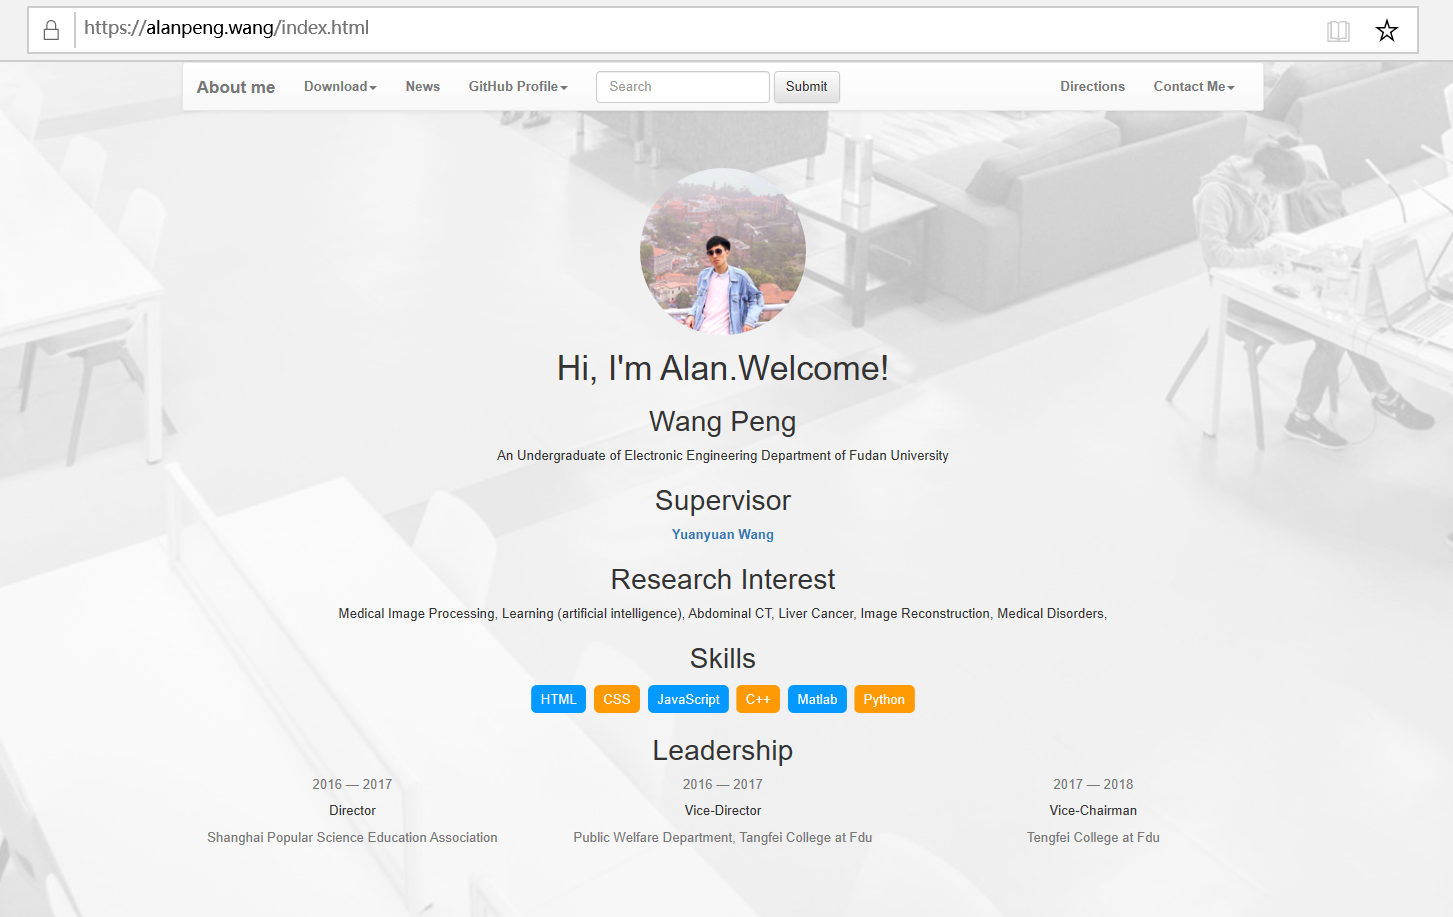 https://alanpeng.wang/index.html
About me Download News GitHub Profile Search Submit Directions Contact Me
Hi, I'm Alan.Welcome!
Wang Peng
An Undergraduate of Electronic Engineering Department of Fudan University
Supervisor
Yuanyuan Wang
Research Interest
Medical Image Processing, Learning (artificial intelligence), Abdominal CT, Liver Cancer, Image Reconstruction, Medical Disorders,
Skills
HTML CSS JavaScript C++ Matlab Python
Leadership
2016 — 2017 2016 — 2017 2017 — 2018
Director Vice-Director Vice-Chairman
Shanghai Popular Science Education Association Public Welfare Department, Tangfei College at Fdu Tengfei College at Fdu